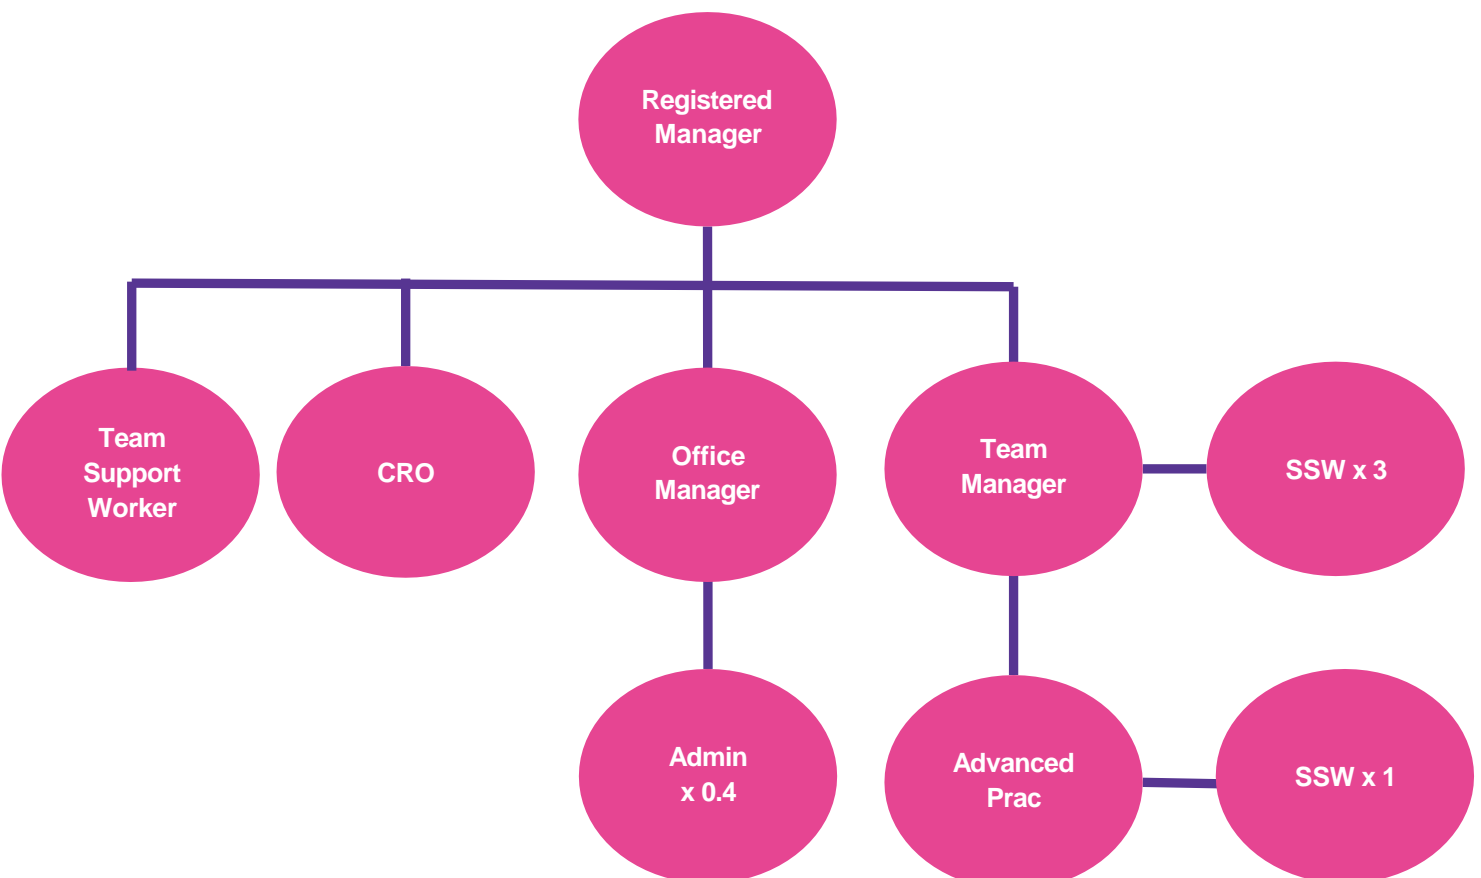 Registered
Manager
Team
Support
Worker
CRO
Office
Manager
Team
Manager
SSW x 3
Admin
x 0.4
Advanced
Prac
SSW x 1